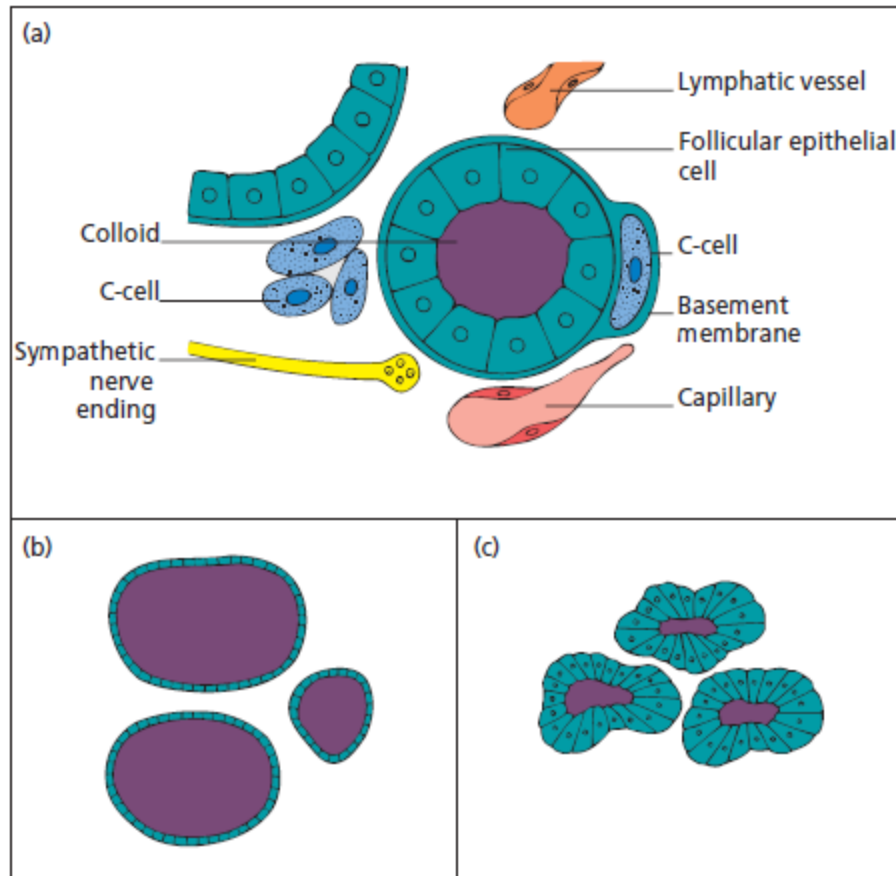 (a)
Lymphatic vessel
Follicular epithelial
cell
Colloid
C-cell
C-cell
Basement
membrane
Sympathetic
nerve
ending
Capillary
(b)
(c)